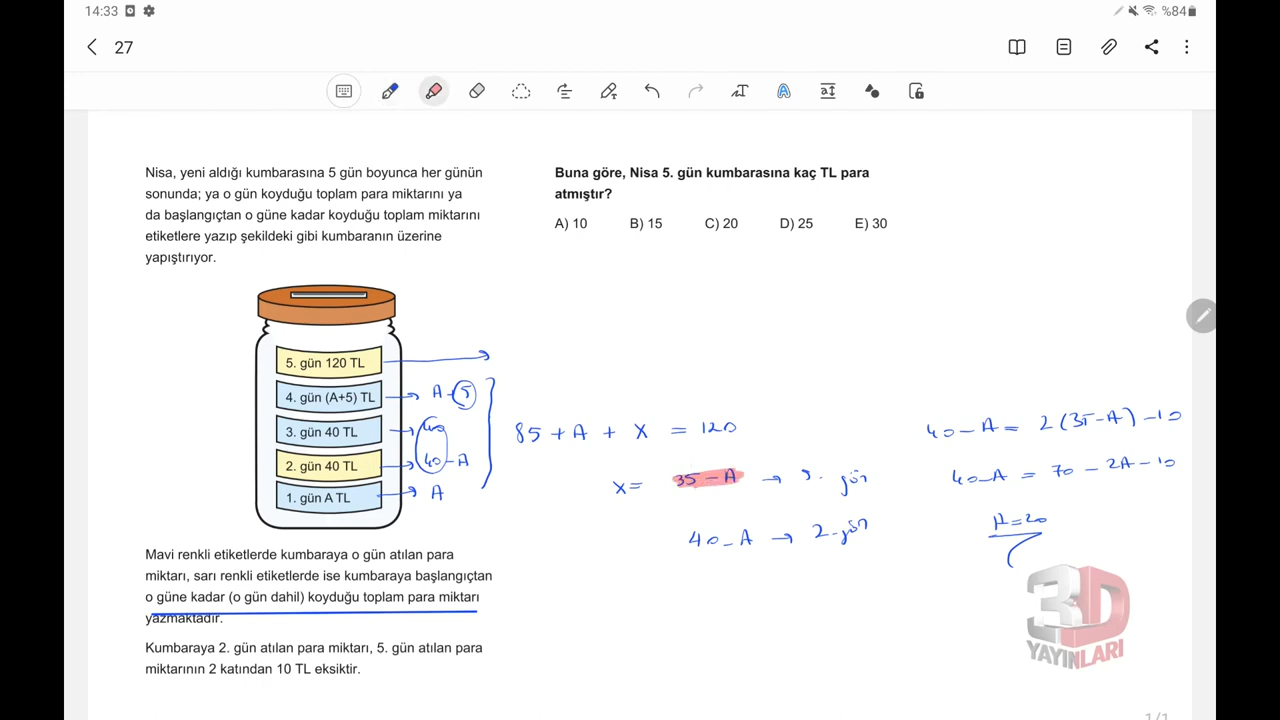 14:33
%84
27
Nisa, yeni aldığı kumbarasına 5 gün boyunca her günün
sonunda; ya o gün koyduğu toplam para miktarını ya
da başlangıçtan o güne kadar koyduğu toplam miktarını
etiketlere yazıp şekildeki gibi kumbaranın üzerine
yapıştırıyor.
5. gün 120 TL
4. gün (A+5) TL
3. gün 40 TL
2. gün 40 TL
1. gün A TL
A+5
40
40-A
A
Mavi renkli etiketlerde kumbaraya o gün atılan para
miktarı, sarı renkli etiketlerde ise kumbaraya başlangıçtan
o güne kadar (o gün dahil) koyduğu toplam para miktarı
yazmaktadır.
Kumbaraya 2. gün atılan para miktarı, 5. gün atılan para
miktarının 2 katından 10 TL eksiktir.
Buna göre, Nisa 5. gün kumbarasına kaç TL para
atmıştır?
A) 10 B) 15 C) 20 D) 25 E) 30
85 + A + x = 120
x = 35 - A → 5. gün
40 - A → 2. gün
40 - A = 2(35 - A) - 10
40 - A = 70 - 2A - 10
A = 20
3D
YAYINLARI
1/1